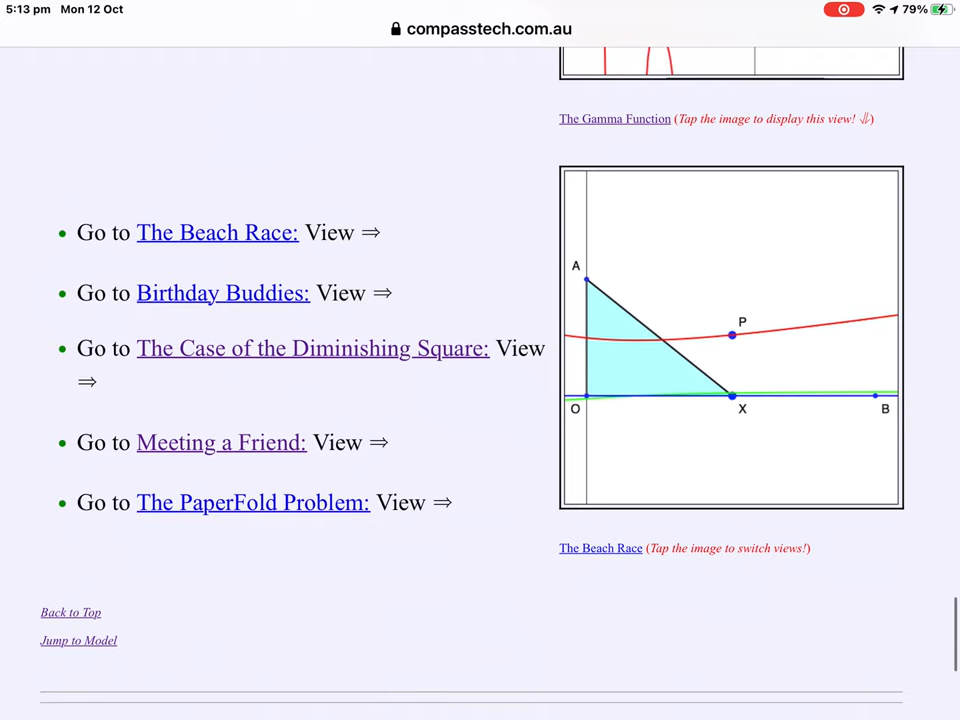 5:13 pm Mon 12 Oct
79%
compasstech.com.au
The Gamma Function (Tap the image to display this view! ⇓)
• Go to The Beach Race: View ⇒
• Go to Birthday Buddies: View ⇒
• Go to The Case of the Diminishing Square: View
⇒
• Go to Meeting a Friend: View ⇒
• Go to The PaperFold Problem: View ⇒
A
P
O
X
B
The Beach Race (Tap the image to switch views!)
Back to Top
Jump to Model